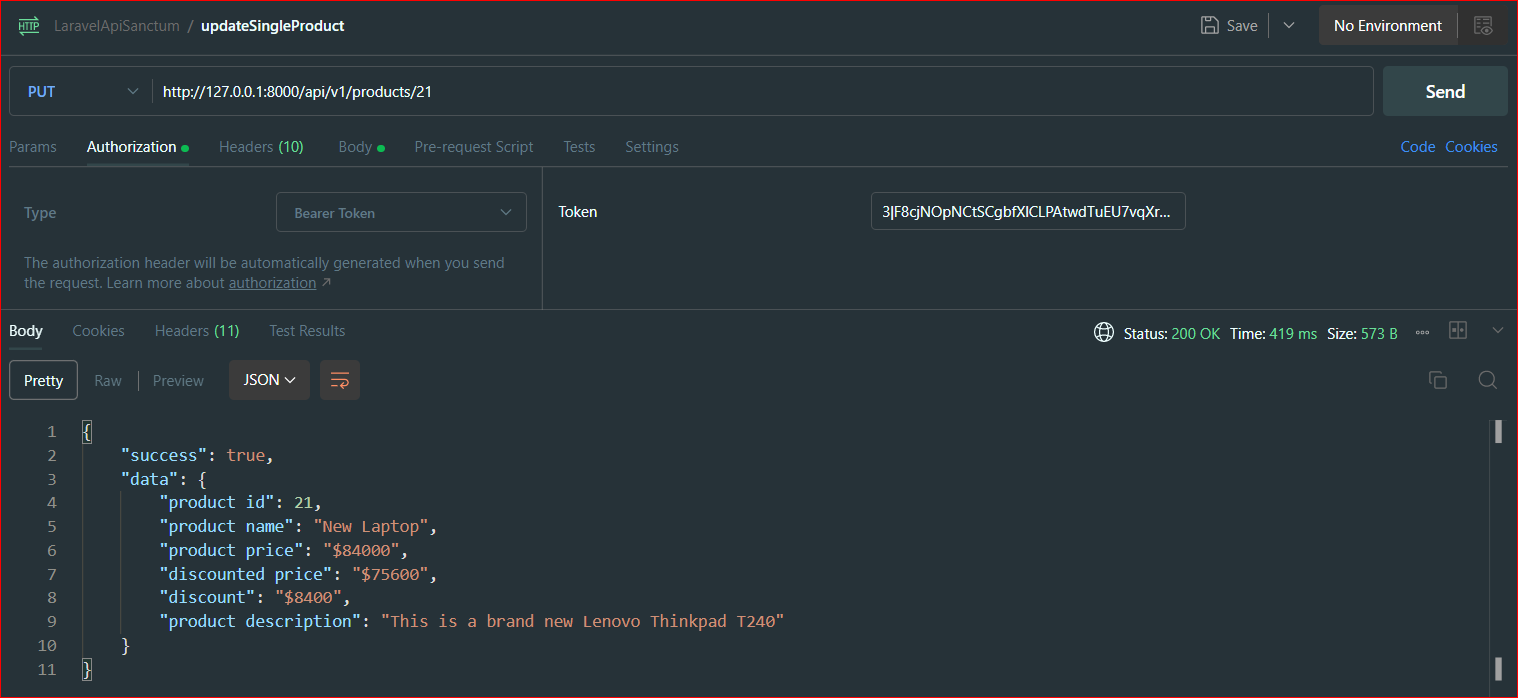 HTTP LaravelApiSanctum / updateSingleProduct Save No Environment
PUT http://127.0.0.1:8000/api/v1/products/21 Send
Params Authorization Headers (10) Body Pre-request Script Tests Settings Code Cookies
Type Bearer Token Token 3|F8cjNOpNCtSCgbfXICLPAtwdTuEU7vqXr...
The authorization header will be automatically generated when you send
the request. Learn more about authorization ↗
Body Cookies Headers (11) Test Results Status: 200 OK Time: 419 ms Size: 573 B
Pretty Raw Preview JSON
1 {
2 "success": true,
3 "data": {
4 "product id": 21,
5 "product name": "New Laptop",
6 "product price": "$84000",
7 "discounted price": "$75600",
8 "discount": "$8400",
9 "product description": "This is a brand new Lenovo Thinkpad T240"
10 }
11 }